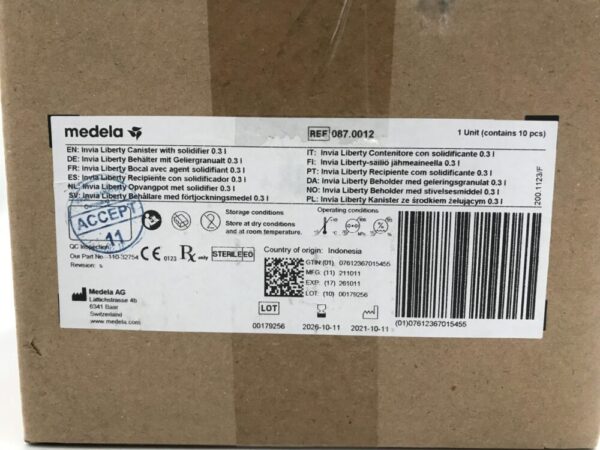 medela
REF 087.0012
1 Unit (contains 10 pcs)
EN: Invia Liberty Canister with solidifier 0.3 l
DE: Invia Liberty Behälter mit Geliergranualt 0.3 l
FR: Invia Liberty Bocal avec agent solidifiant 0.3 l
ES: Invia Liberty Recipiente con solidificador 0.3 l
NL: Invia Liberty Opvangpot met solidifier 0.3 l
SV: Invia Liberty Behållare med förtjockningsmedel 0.3 l
IT: Invia Liberty Contenitore con solidificante 0.3 l
FI: Invia Liberty-säiliö jähmeaineella 0.3 l
PT: Invia Liberty Recipiente com solidificante 0.3 l
DA: Invia Liberty Beholder med geleringsgranulat 0.3 l
NO: Invia Liberty Beholder med stivelsesmiddel 0.3 l
PL: Invia Liberty Kanister ze środkiem żelującym 0.3 l
200.1123/F
ACCEPT
11
Storage conditions
Store at dry conditions
and at room temperature.
Operating conditions
QC Inspection
Our Part No : 110-32754
Revision : s
CE 0123
Rx only
STERILE EO
Country of origin: Indonesia
GTIN:(01) 07612367015455
MFG: (11) 211011
EXP: (17) 261011
LOT: (10) 00179256
Medela AG
Lättichstrasse 4b
6341 Baar
Switzerland
www.medela.com
LOT
00179256
2026-10-11
2021-10-11
(01)07612367015455